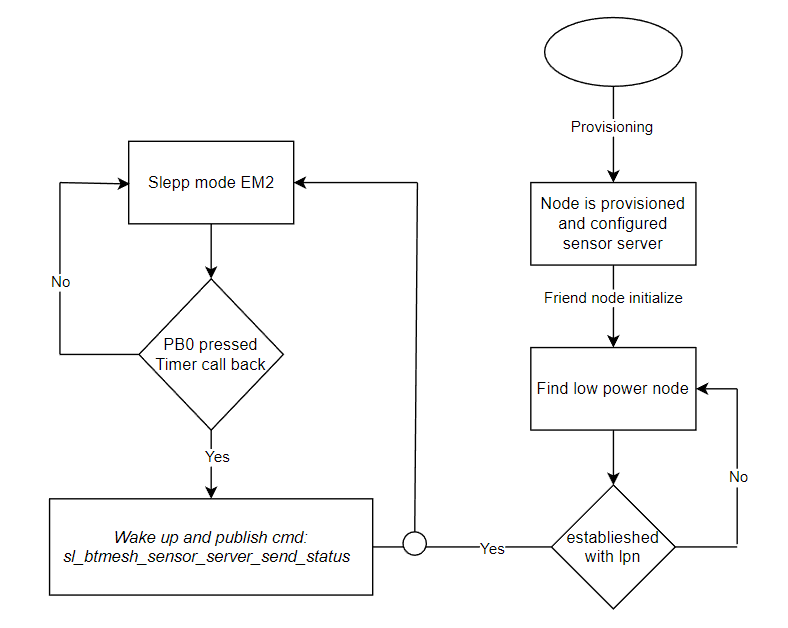 Provisioning
Node is provisioned
and configured
sensor server
Friend node initialize
Find low power node
No
establieshed
with lpn
Yes
Slepp mode EM2
No
PB0 pressed
Timer call back
Yes
Wake up and publish cmd:
sl_btmesh_sensor_server_send_status